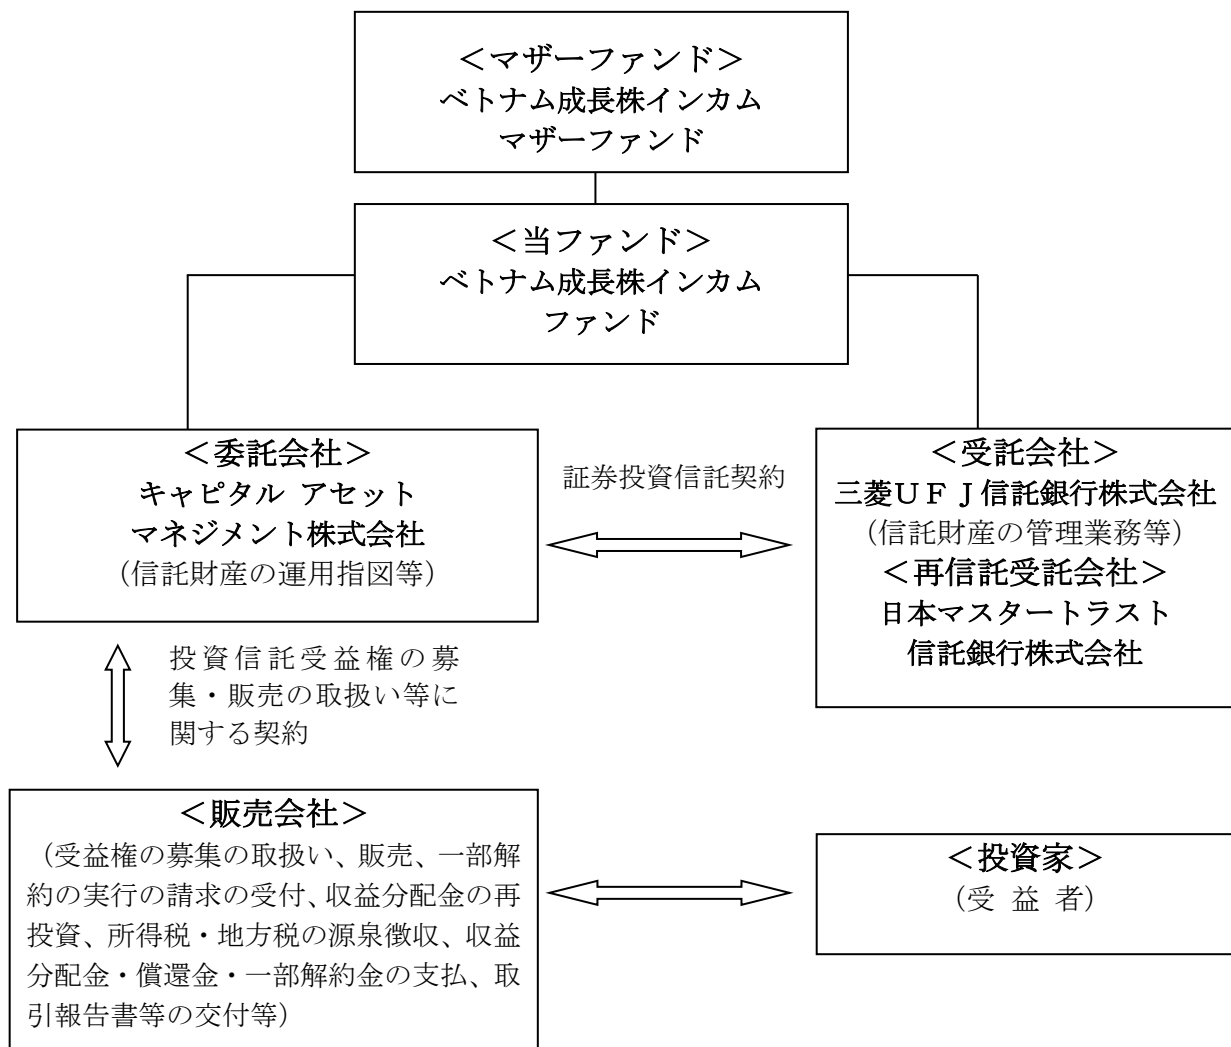 ＜マザーファンド＞
ベトナム成長株インカム
マザーファンド
＜当ファンド＞
ベトナム成長株インカム
ファンド
＜委託会社＞
キャピタル アセット
マネジメント株式会社
（信託財産の運用指図等）
証券投資信託契約
＜受託会社＞
三菱ＵＦＪ信託銀行株式会社
（信託財産の管理業務等）
＜再信託受託会社＞
日本マスタートラスト
信託銀行株式会社
投資信託受益権の募
集・販売の取扱い等に
関する契約
＜販売会社＞
（受益権の募集の取扱い、販売、一部解
約の実行の請求の受付、収益分配金の再
投資、所得税・地方税の源泉徴収、収益
分配金・償還金・一部解約金の支払、取
引報告書等の交付等）
＜投資家＞
（受 益 者）